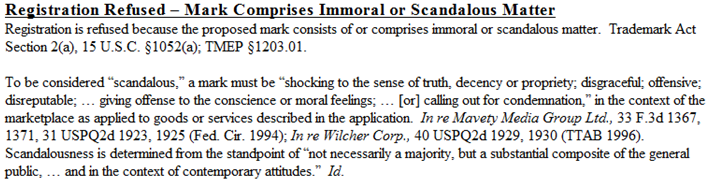 Registration Refused – Mark Comprises Immoral or Scandalous Matter
Registration is refused because the proposed mark consists of or comprises immoral or scandalous matter.  Trademark Act
Section 2(a), 15 U.S.C. §1052(a); TMEP §1203.01.
To be considered “scandalous,” a mark must be “shocking to the sense of truth, decency or propriety; disgraceful; offensive;
disreputable; … giving offense to the conscience or moral feelings; … [or] calling out for condemnation,” in the context of the
marketplace as applied to goods or services described in the application.  In re Mavety Media Group Ltd., 33 F.3d 1367,
1371, 31 USPQ2d 1923, 1925 (Fed. Cir. 1994); In re Wilcher Corp., 40 USPQ2d 1929, 1930 (TTAB 1996).
Scandalousness is determined from the standpoint of “not necessarily a majority, but a substantial composite of the general
public, … and in the context of contemporary attitudes.”  Id.